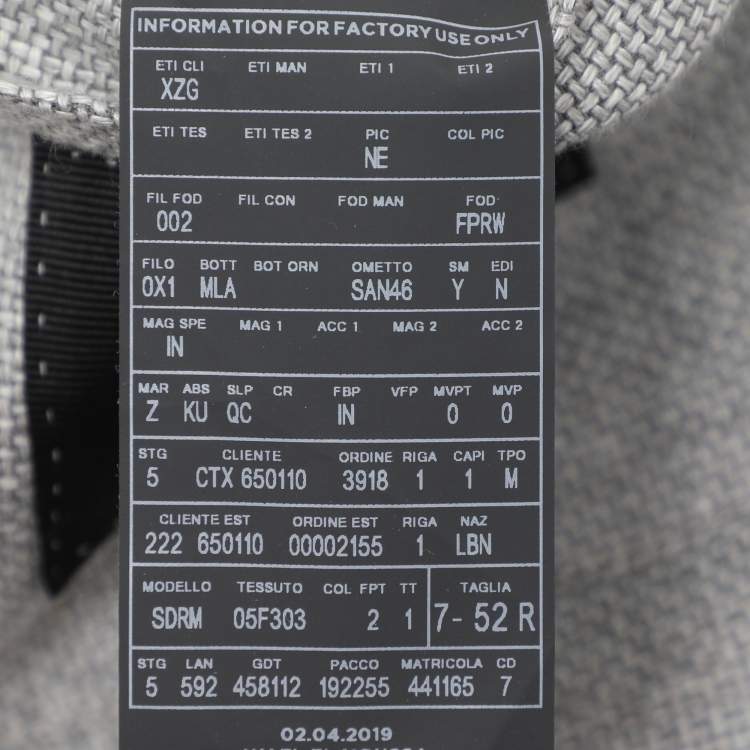 INFORMATION FOR FACTORY USE ONLY
ETI CLI ETI MAN ETI 1 ETI 2
XZG
ETI TES ETI TES 2 PIC COL PIC
NE
FIL FOD FIL CON FOD MAN FOD
002 FPRW
FILO BOTT BOT ORN OMETTO SM EDI
0X1 MLA SAN46 Y N
MAG SPE MAG 1 ACC 1 MAG 2 ACC 2
IN
MAR ABS SLP CR FBP VFP MVPT MVP
Z KU QC IN 0 0
STG CLIENTE ORDINE RIGA CAPI TPO
5 CTX 650110 3918 1 1 M
CLIENTE EST ORDINE EST RIGA NAZ
222 650110 00002155 1 LBN
MODELLO TESSUTO COL FPT TT TAGLIA
SDRM 05F303 2 1 7- 52 R
STG LAN GDT PACCO MATRICOLA CD
5 592 458112 192255 441165 7
02.04.2019